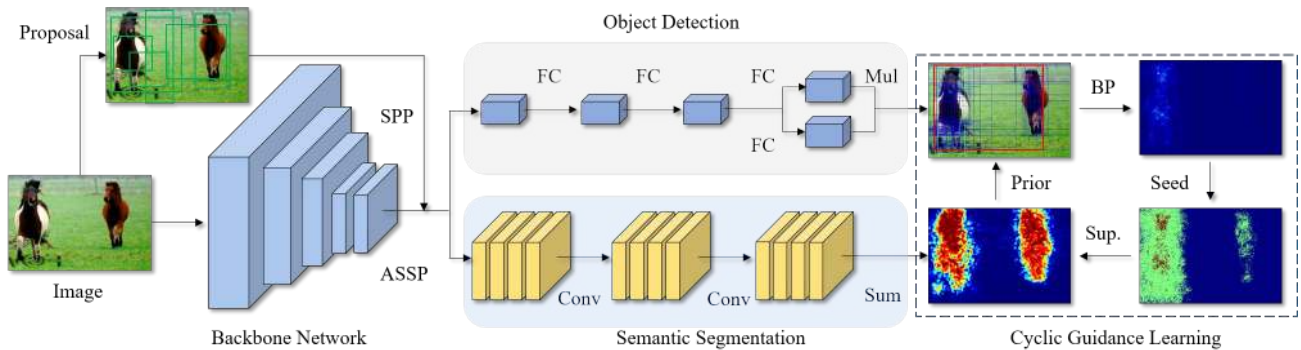 Object Detection
Proposal
FC
FC
FC
Mul
SPP
FC
BP
Prior
Seed
ASSP
Sup.
Image
Conv
Conv
Sum
Backbone Network
Semantic Segmentation
Cyclic Guidance Learning